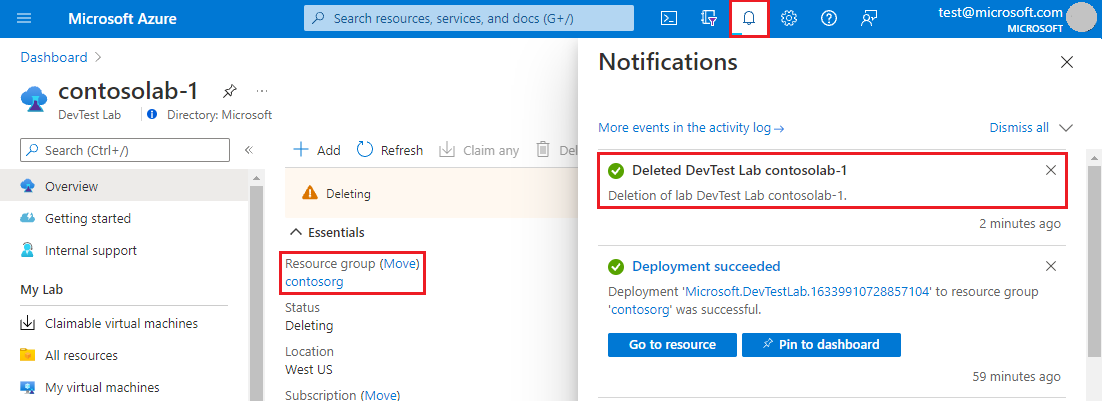 Microsoft Azure
Search resources, services, and docs (G+/)
test@microsoft.com
MICROSOFT
Dashboard
contosolab-1
DevTest Lab
Directory: Microsoft
Search (Ctrl+/)
Overview
Getting started
Internal support
My Lab
Claimable virtual machines
All resources
My virtual machines
Add
Refresh
Claim any
Del
Deleting
Essentials
Resource group (Move)
contosorg
Status
Deleting
Location
West US
Subscription (Move)
Notifications
More events in the activity log →
Dismiss all
Deleted DevTest Lab contosolab-1
Deletion of lab DevTest Lab contosolab-1.
2 minutes ago
Deployment succeeded
Deployment 'Microsoft.DevTestLab.16339910728857104' to resource group
'contosorg' was successful.
Go to resource
Pin to dashboard
59 minutes ago